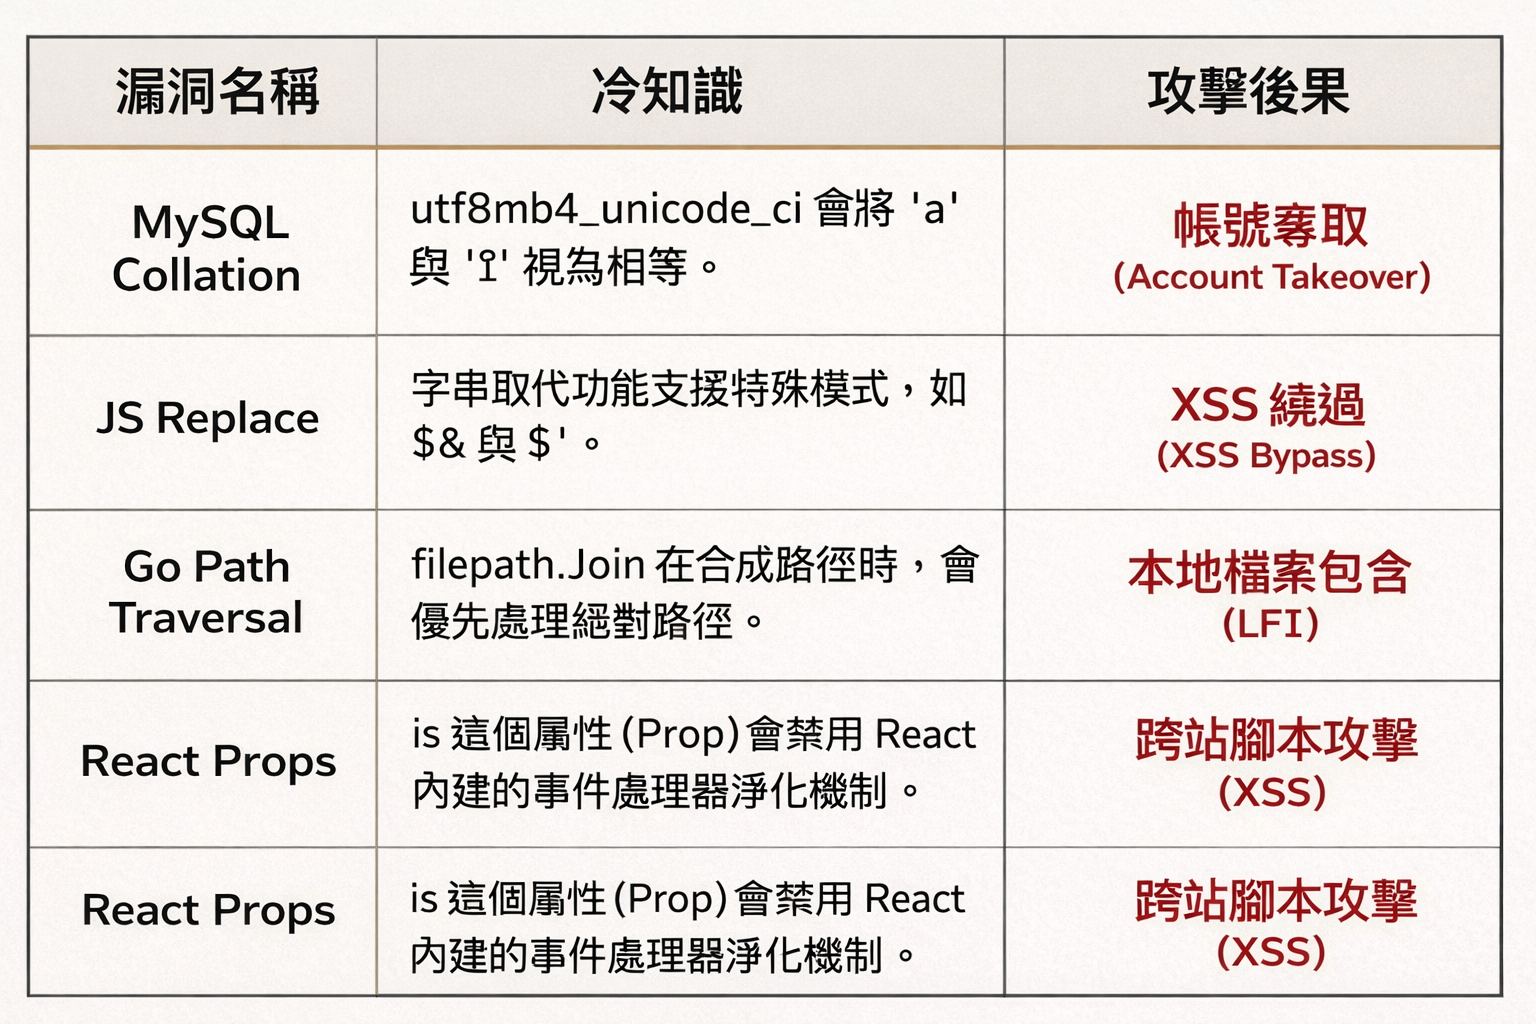 漏洞名稱
冷知識
攻擊後果
MySQL
Collation
utf8mb4_unicode_ci 會將 'a'
與 ' ' 視為相等。
帳號奪取
(Account Takeover)
JS Replace
字串取代功能支援特殊模式，如
$& 與 $'。
XSS 繞過
(XSS Bypass)
Go Path
Traversal
filepath.Join 在合成路徑時，會
優先處理絕對路徑。
本地檔案包含
(LFI)
React Props
is 這個屬性(Prop)會禁用 React
內建的事件處理器淨化機制。
跨站腳本攻擊
(XSS)
React Props
is 這個屬性(Prop)會禁用 React
內建的事件處理器淨化機制。
跨站腳本攻擊
(XSS)